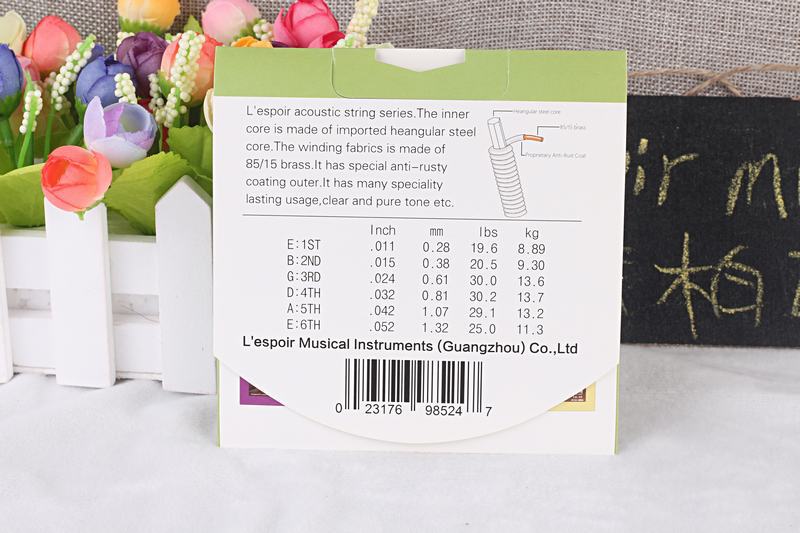 L'espoir acoustic string series.The inner
core is made of imported heangular steel
core.The winding fabrics is made of
85/15 brass.It has special anti-rusty
coating outer.It has many speciality
lasting usage,clear and pure tone etc.
Heangular steel core
85/15 brass
Proprietary Anti-Rust Coat
Inch mm lbs kg
E:1ST .011 0.28 19.6 8.89
B:2ND .015 0.38 20.5 9.30
G:3RD .024 0.61 30.0 13.6
D:4TH .032 0.81 30.2 13.7
A:5TH .042 1.07 29.1 13.2
E:6TH .052 1.32 25.0 11.3
L'espoir Musical Instruments (Guangzhou) Co.,Ltd
0 23176 98524 7
ir m
木白